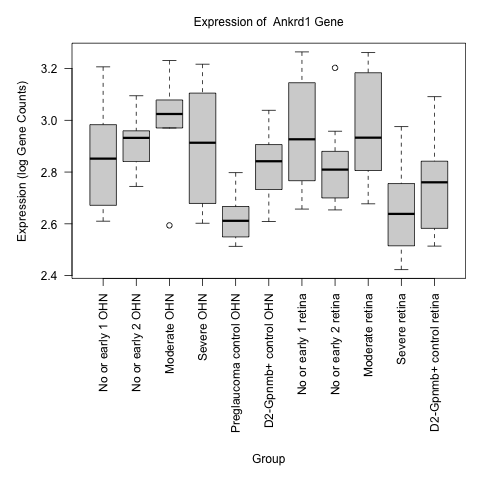 Expression of  Ankrd1 Gene
Expression (log Gene Counts)
3.2
3.0
2.8
2.6
2.4
No or early 1 OHN
No or early 2 OHN
Moderate OHN
Severe OHN
Preglaucoma control OHN
D2-Gpnmb+ control OHN
No or early 1 retina
No or early 2 retina
Moderate retina
Severe retina
D2-Gpnmb+ control retina
Group